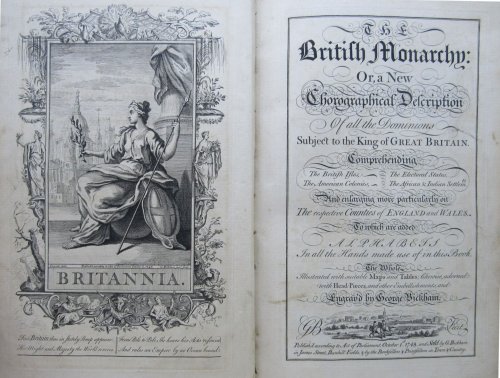 BRITANNIA.
THE
British Monarchy:
Or, a New
Chorographical Description
Of all the Dominions
Subject to the King of GREAT BRITAIN.
Comprehending
The British Isles, The Electoral States,
The American Colonies, The African & Indian Settlemts
And enlarging more particularly on
The respective Counties of ENGLAND and WALES.
To which are added
ALPHABETS
In all the Hands made use of in this Book.
The Whole
Illustrated with suitable Maps and Tables; adorned
with Head Pieces, and other Embellishments; and
Engrav'd by George Bickham.
Publish'd according to Act of Parliament, October 1st 1748, and Sold by G. Bickham
in James Street, Bunhill Fields, & by the Booksellers & Printsellers in Town & Country.